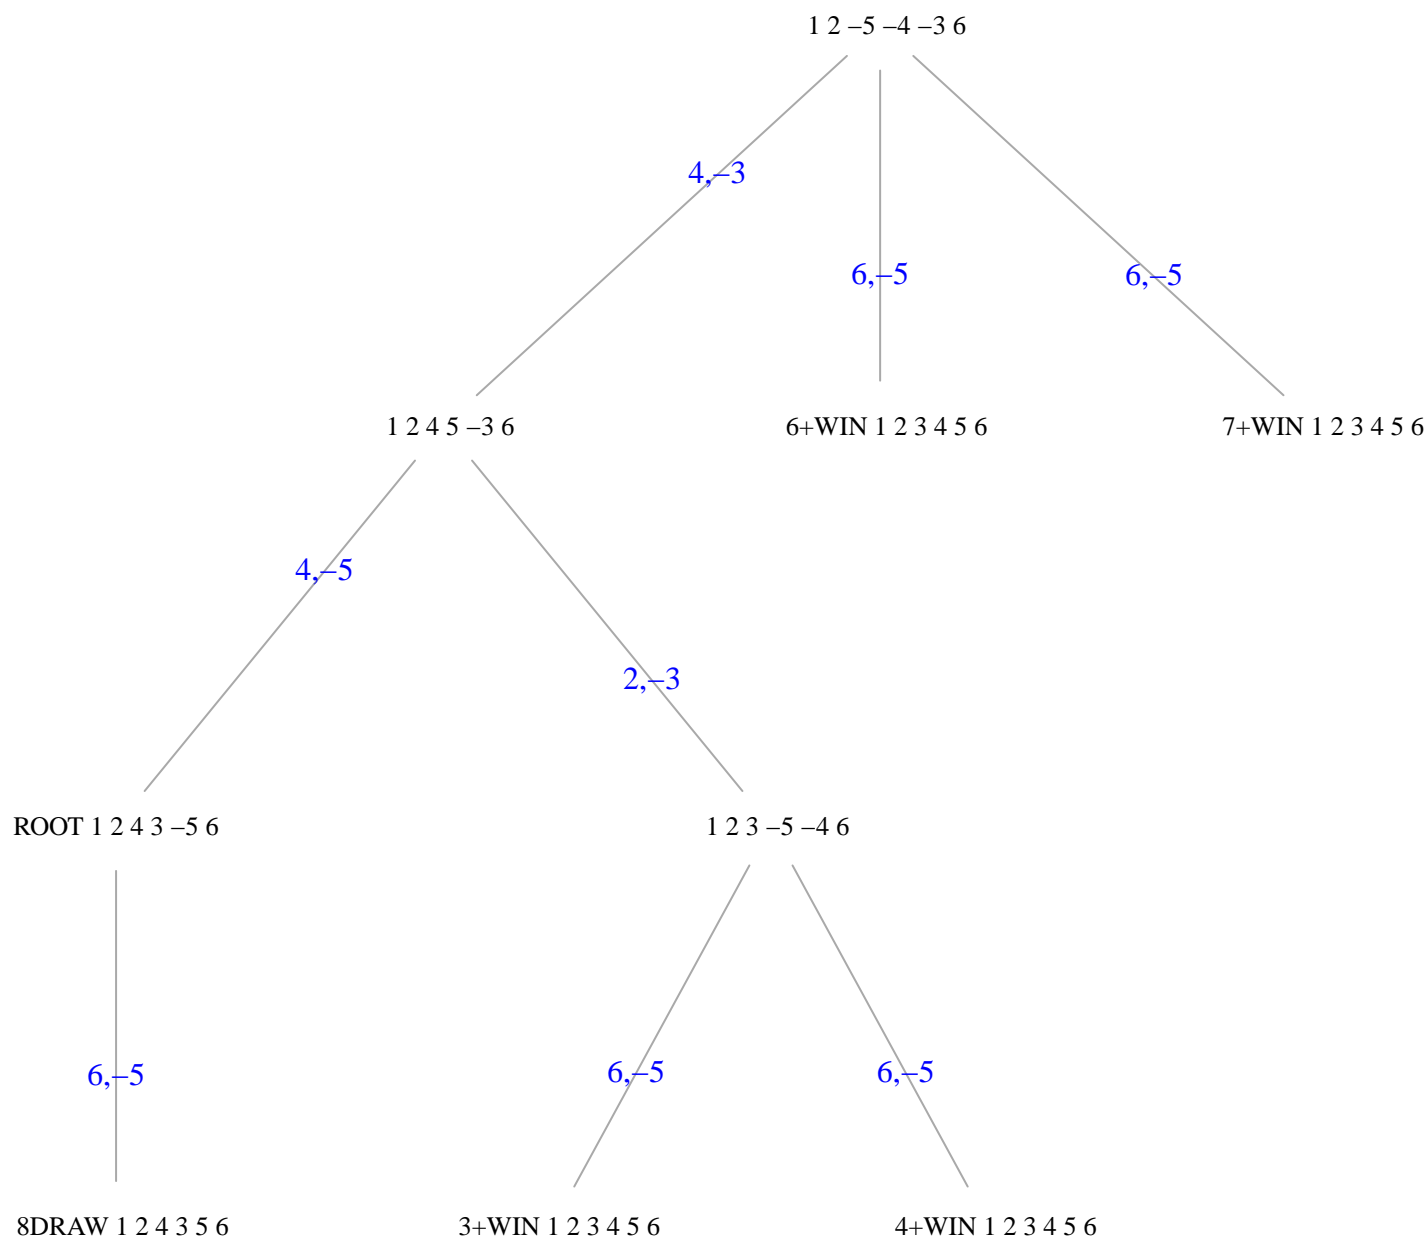 1 2 –5 –4 –3 6
4,–3
6,–5
6,–5
1 2 4 5 –3 6
6+WIN 1 2 3 4 5 6
7+WIN 1 2 3 4 5 6
4,–5
2,–3
ROOT 1 2 4 3 –5 6
1 2 3 –5 –4 6
6,–5
6,–5
6,–5
8DRAW 1 2 4 3 5 6
3+WIN 1 2 3 4 5 6
4+WIN 1 2 3 4 5 6